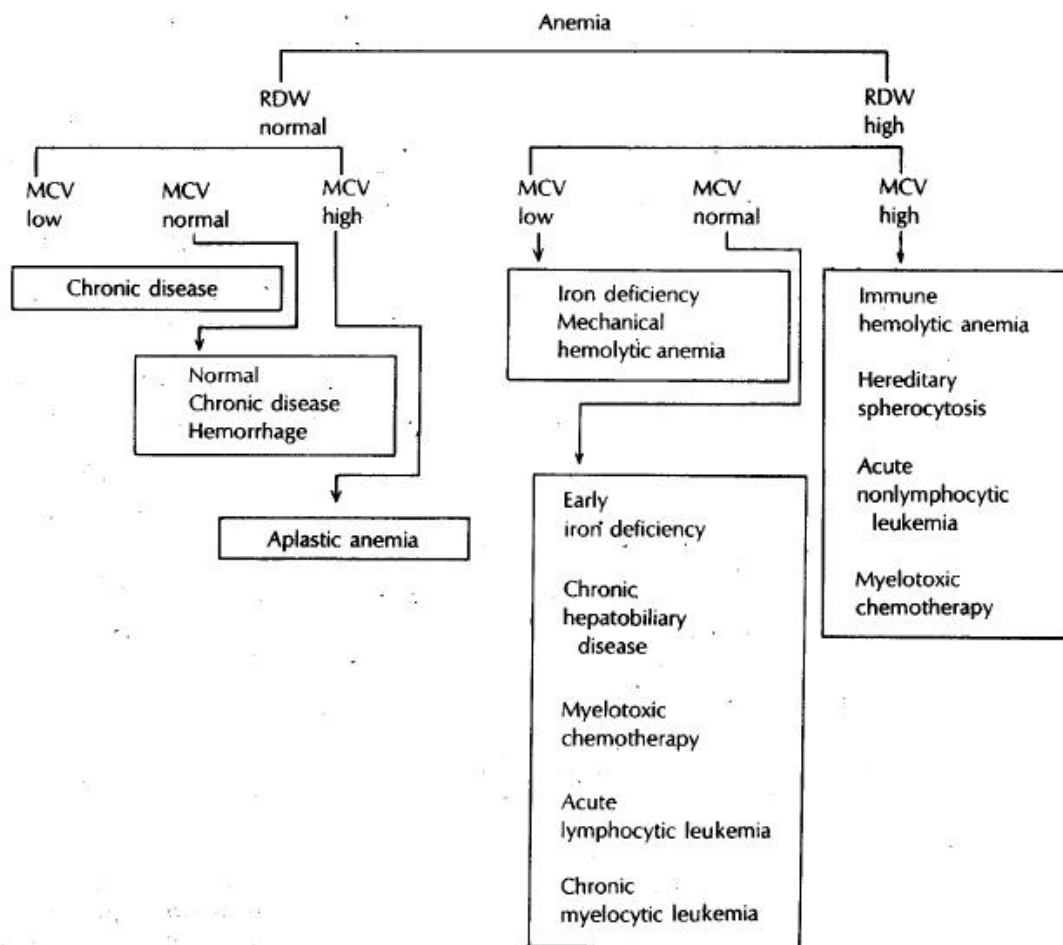 Anemia
RDW
normal
RDW
high
MCV
low
MCV
normal
MCV
high
MCV
low
MCV
normal
MCV
high
Chronic disease
Normal
Chronic disease
Hemorrhage
Aplastic anemia
Iron deficiency
Mechanical
hemolytic anemia
Early
iron deficiency
Chronic
hepatobiliary
disease
Myelotoxic
chemotherapy
Acute
lymphocytic leukemia
Chronic
myelocytic leukemia
Immune
hemolytic anemia
Hereditary
spherocytosis
Acute
nonlymphocytic
leukemia
Myelotoxic
chemotherapy